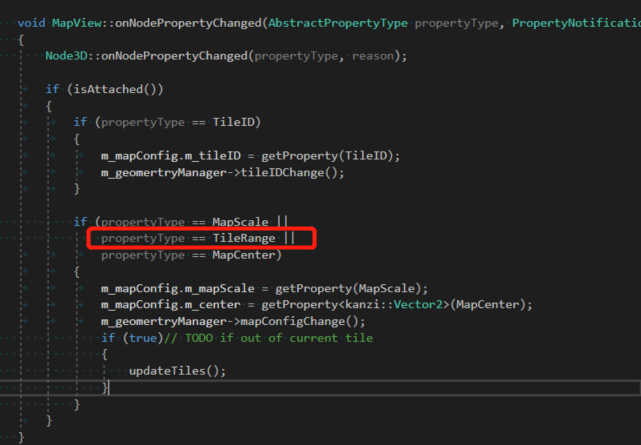 void MapView::onNodePropertyChanged(AbstractPropertyType propertyType, PropertyNotificatio
{
Node3D::onNodePropertyChanged(propertyType, reason);
if (isAttached())
{
if (propertyType == TileID)
{
m_mapConfig.m_tileID = getProperty(TileID);
m_geomertryManager->tileIDChange();
}
if (propertyType == MapScale ||
propertyType == TileRange ||
propertyType == MapCenter)
{
m_mapConfig.m_mapScale = getProperty(MapScale);
m_mapConfig.m_center = getProperty<kanzi::Vector2>(MapCenter);
m_geomertryManager->mapConfigChange();
if (true)// TODO if out of current tile
{
updateTiles();
}
}
}
}